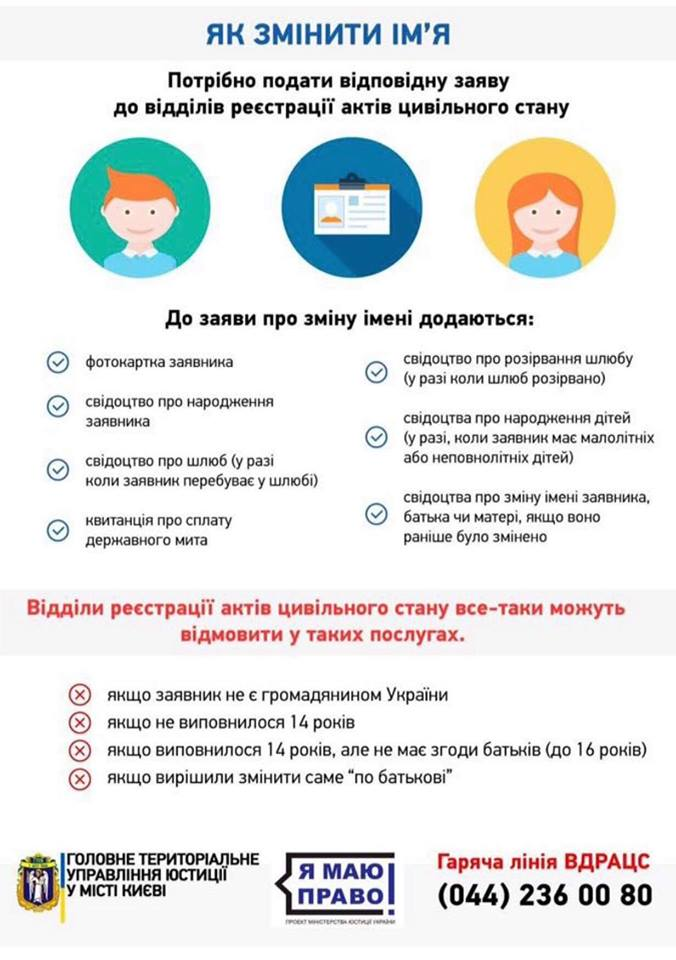 ЯК ЗМІНИТИ ІМ’Я
Потрібно подати відповідну заяву
до відділів реєстрації актів цивільного стану
До заяви про зміну імені додаються:
фотокартка заявника
свідоцтво про народження
заявника
свідоцтво про шлюб (у разі
коли заявник перебуває у шлюбі)
квитанція про сплату
державного мита
свідоцтво про розірвання шлюбу
(у разі коли шлюб розірвано)
свідоцтва про народження дітей
(у разі, коли заявник має малолітніх
або неповнолітніх дітей)
свідоцтва про зміну імені заявника,
батька чи матері, якщо воно
раніше було змінено
Відділи реєстрації актів цивільного стану все-таки можуть
відмовити у таких послугах.
якщо заявник не є громадянином України
якщо не виповнилося 14 років
якщо виповнилося 14 років, але не має згоди батьків (до 16 років)
якщо вирішили змінити саме “по батькові”
ГОЛОВНЕ ТЕРИТОРІАЛЬНЕ
УПРАВЛІННЯ ЮСТИЦІЇ
У МІСТІ КИЄВІ
Я МАЮ
ПРАВО!
ПРОЕКТ МІНІСТЕРСТВА ЮСТИЦІЇ УКРАЇНИ
Гаряча лінія ВДРАЦС
(044) 236 00 80